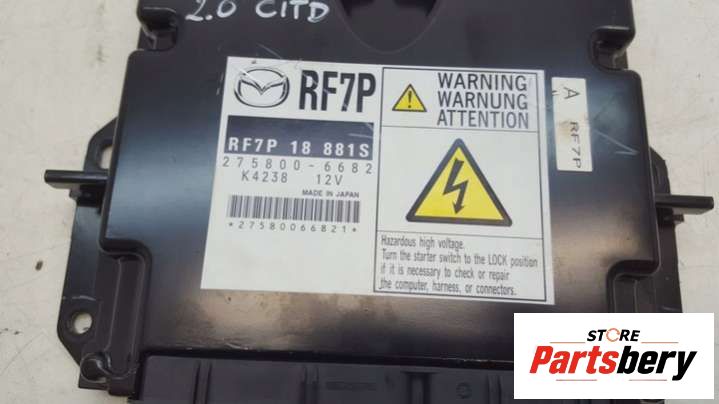 2.0 CITD
RF7P
RF7P 18 881S
275800-6682
K4238 12V
MADE IN JAPAN
*27580066821*
WARNING
WARNUNG
ATTENTION
Hazardous high voltage.
Turn the starter switch to the LOCK position
if it is necessary to check or repair
the computer, harness, or connectors.
A RF7P
STORE
Partsbery